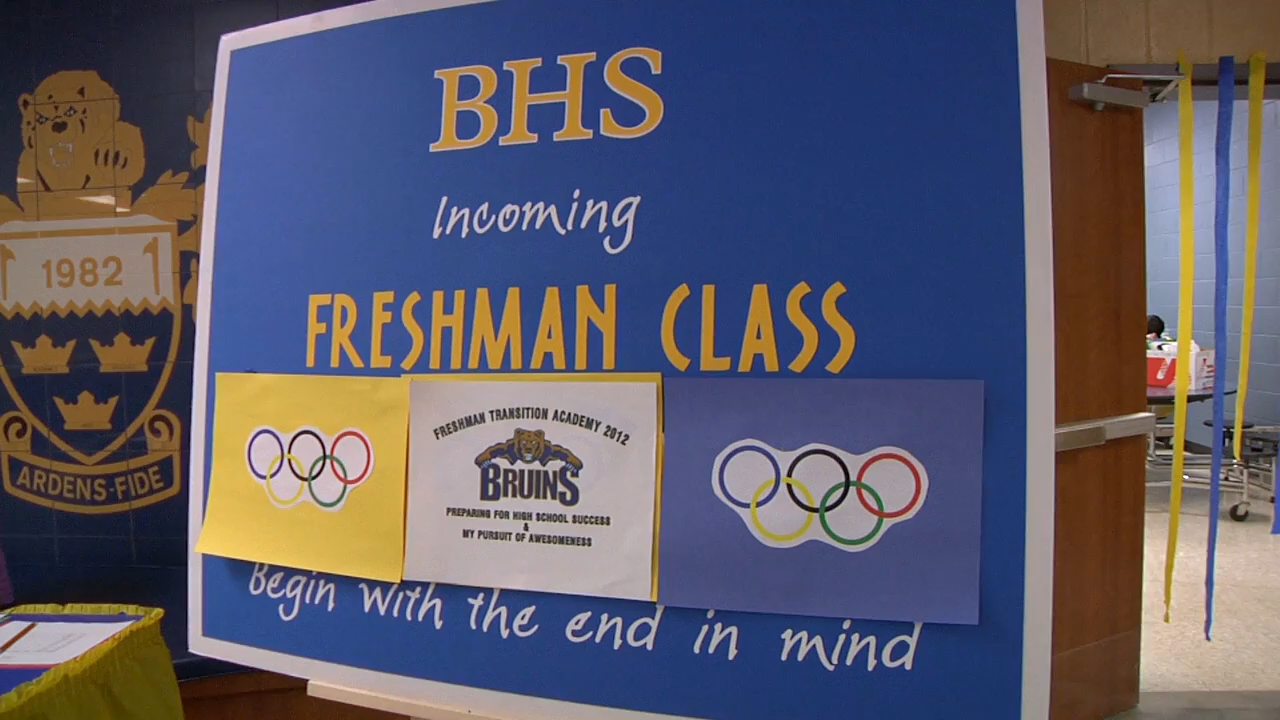 BHS
Incoming
FRESHMAN CLASS
FRESHMAN TRANSITION ACADEMY 2012
BRUINS
PREPARING FOR HIGH SCHOOL SUCCESS
&
MY PURSUIT OF AWESOMENESS
Begin with the end in mind
1982
ARDENS-FIDE